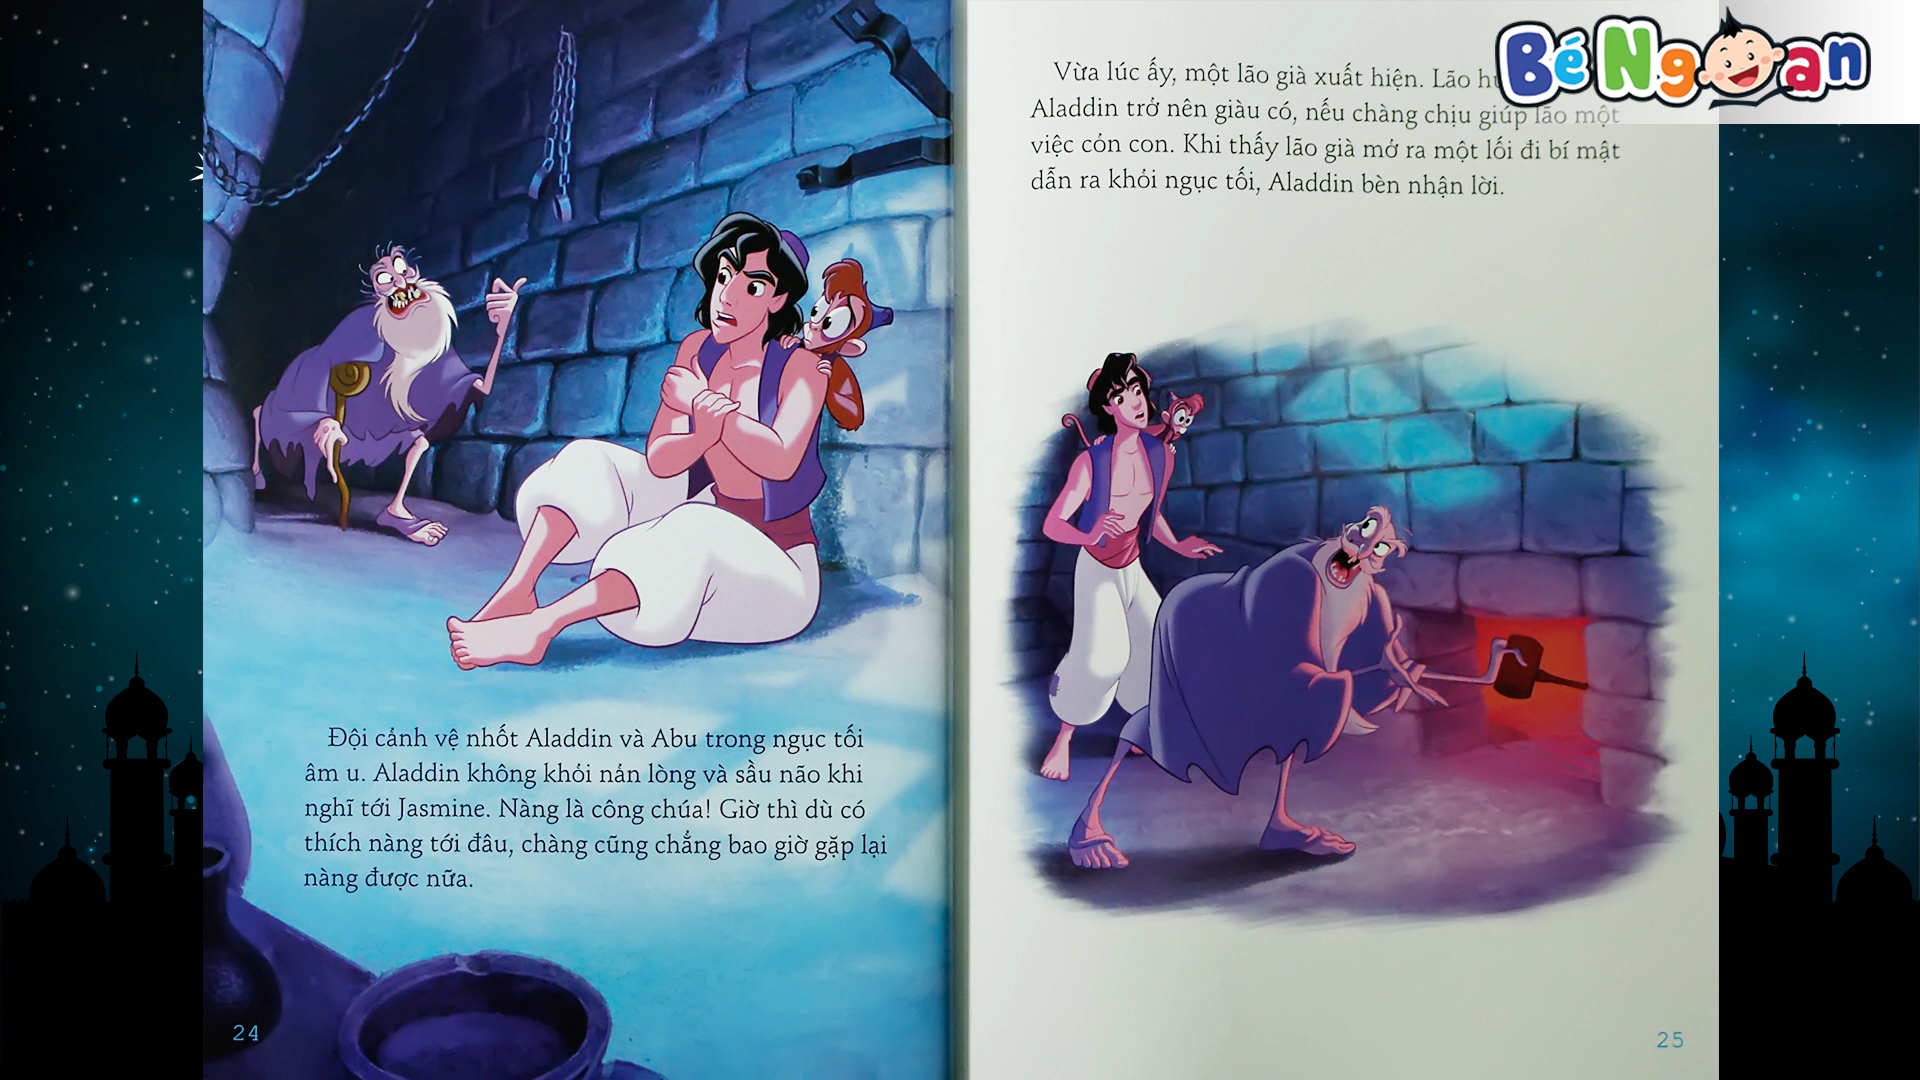 Đội cảnh vệ nhốt Aladdin và Abu trong ngục tối
âm u. Aladdin không khỏi nản lòng và sầu não khi
nghĩ tới Jasmine. Nàng là công chúa! Giờ thì dù có
thích nàng tới đâu, chàng cũng chẳng bao giờ gặp lại
nàng được nữa.
24
Bé Ngoan
Vừa lúc ấy, một lão già xuất hiện. Lão
Aladdin trở nên giàu có, nếu chàng chịu giúp lão một
việc cỏn con. Khi thấy lão già mở ra một lối đi bí mật
dẫn ra khỏi ngục tối, Aladdin bèn nhận lời.
25